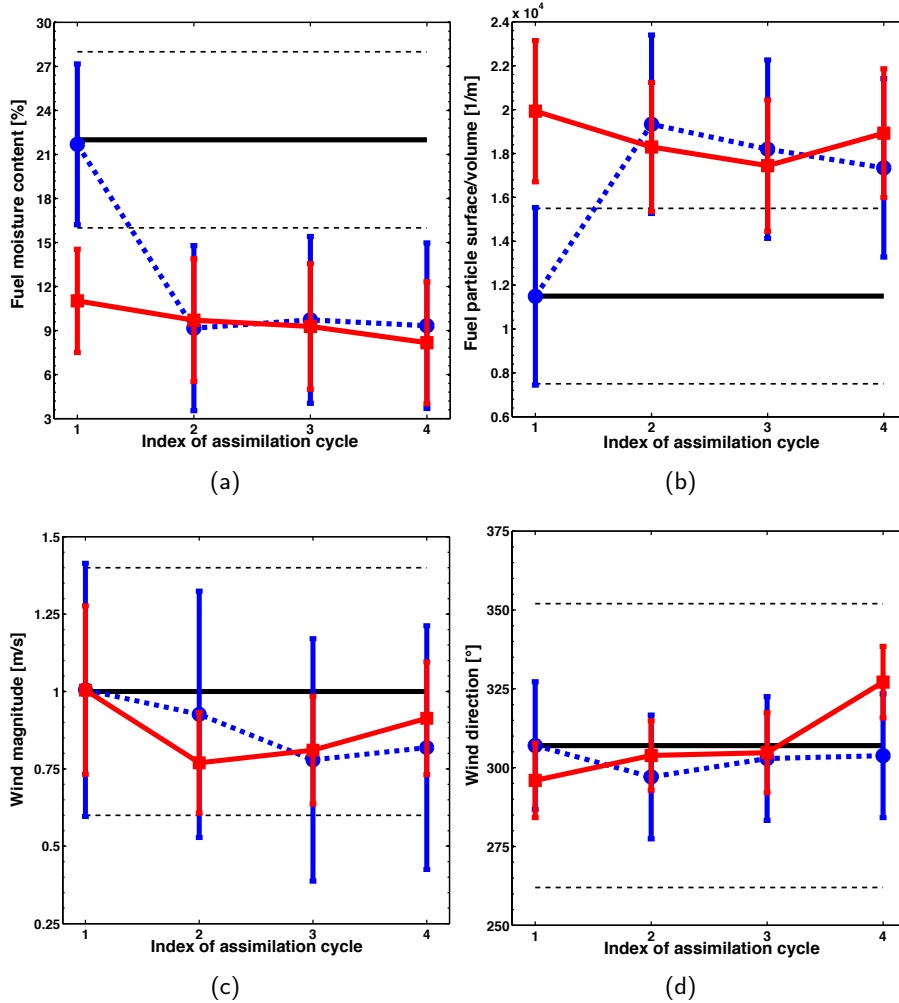 30
27
24
21
18
15
12
9
6
3
Fuel moisture content [%]
1 2 3 4
Index of assimilation cycle
(a)
x 10⁴
2.4
2.2
2
1.8
1.6
1.4
1.2
1
0.8
0.6
Fuel particle surface/volume [1/m]
1 2 3 4
Index of assimilation cycle
(b)
1.5
1.25
1
0.75
0.5
0.25
Wind magnitude [m/s]
1 2 3 4
Index of assimilation cycle
(c)
375
350
325
300
275
250
Wind direction [°]
1 2 3 4
Index of assimilation cycle
(d)